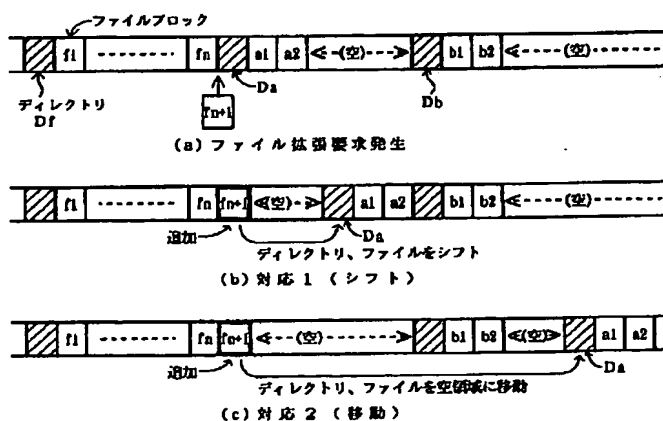 ファイルブロック
f1 -------- fn a1 a2 <--(空)----> b1 b2 <----(空)-----
ディレクトリ Da Db
Df
fn+1
(a)ファイル拡張要求発生
f1 -------- fn fn+1 <(空)-> a1 a2 b1 b2 <----(空)-----
追加 Da
ディレクトリ、ファイルをシフト
(b)対応1(シフト)
f1 -------- fn fn+1 <---(空)------> b1 b2 <(空)> a1 a2
追加 Da
ディレクトリ、ファイルを空領域に移動
(c)対応2(移動)